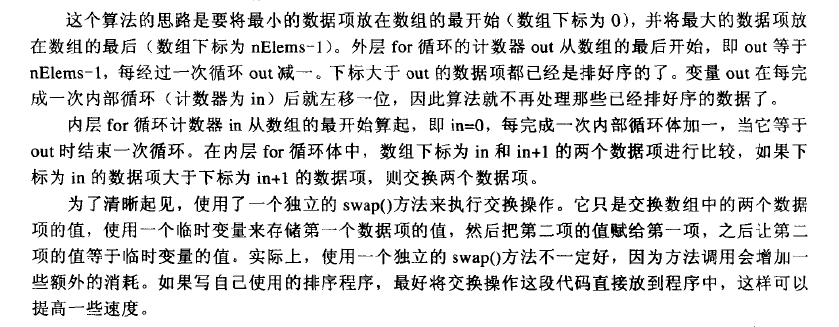 这个算法的思路是要将最小的数据项放在数组的最开始（数组下标为 0），并将最大的数据项放
在数组的最后（数组下标为 nElems-1）。外层 for 循环的计数器 out 从数组的最后开始，即 out 等于
nElems-1，每经过一次循环 out 减一。下标大于 out 的数据项都已经是排好序的了。变量 out 在每完
成一次内部循环（计数器为 in）后就左移一位，因此算法就不再处理那些已经排好序的数据了。
内层 for 循环计数器 in 从数组的最开始算起，即 in=0，每完成一次内部循环体加一，当它等于
out 时结束一次循环。在内层 for 循环体中，数组下标为 in 和 in+1 的两个数据项进行比较，如果下
标为 in 的数据项大于下标为 in+1 的数据项，则交换两个数据项。
为了清晰起见，使用了一个独立的 swap()方法来执行交换操作。它只是交换数组中的两个数据
项的值，使用一个临时变量来存储第一个数据项的值，然后把第二项的值赋给第一项，之后让第二
项的值等于临时变量的值。实际上，使用一个独立的 swap()方法不一定好，因为方法调用会增加一
些额外的消耗。如果写自己使用的排序程序，最好将交换操作这段代码直接放到程序中，这样可以
提高一些速度。